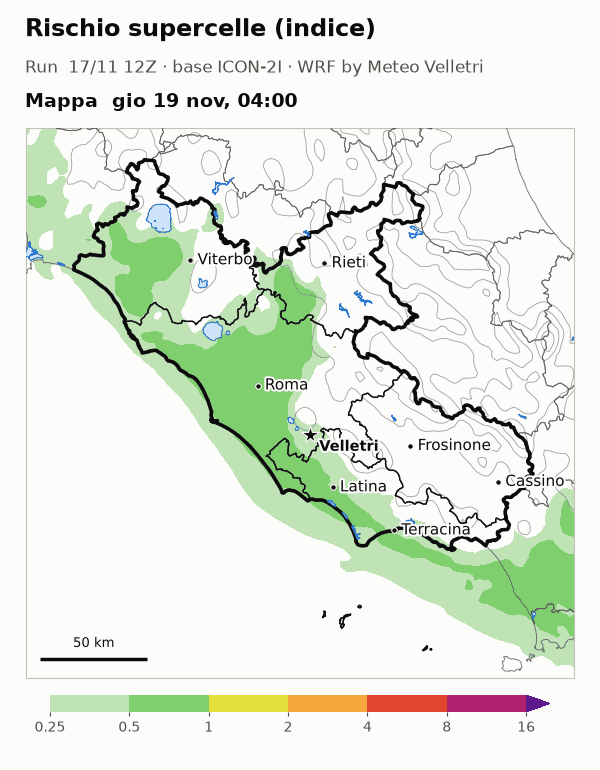 Rischio supercelle (indice)
Run  17/11 12Z · base ICON-2I · WRF by Meteo Velletri
Mappa  gio 19 nov, 04:00
Viterbo
Rieti
Roma
Velletri
Frosinone
Cassino
Latina
Terracina
50 km
0.25 0.5 1 2 4 8 16